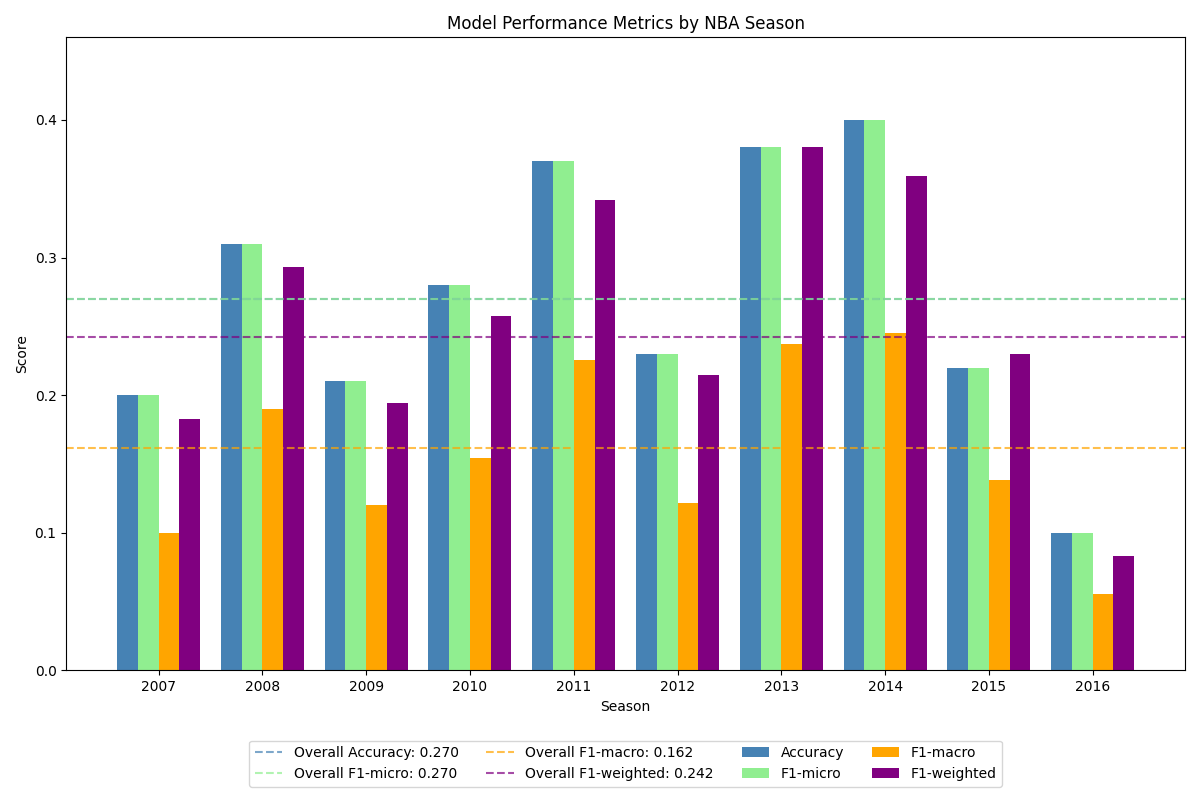 Model Performance Metrics by NBA Season
Score
0.4
0.3
0.2
0.1
0.0
2007 2008 2009 2010 2011 2012 2013 2014 2015 2016
Season
Overall Accuracy: 0.270 Overall F1-macro: 0.162 Accuracy F1-macro
Overall F1-micro: 0.270 Overall F1-weighted: 0.242 F1-micro F1-weighted